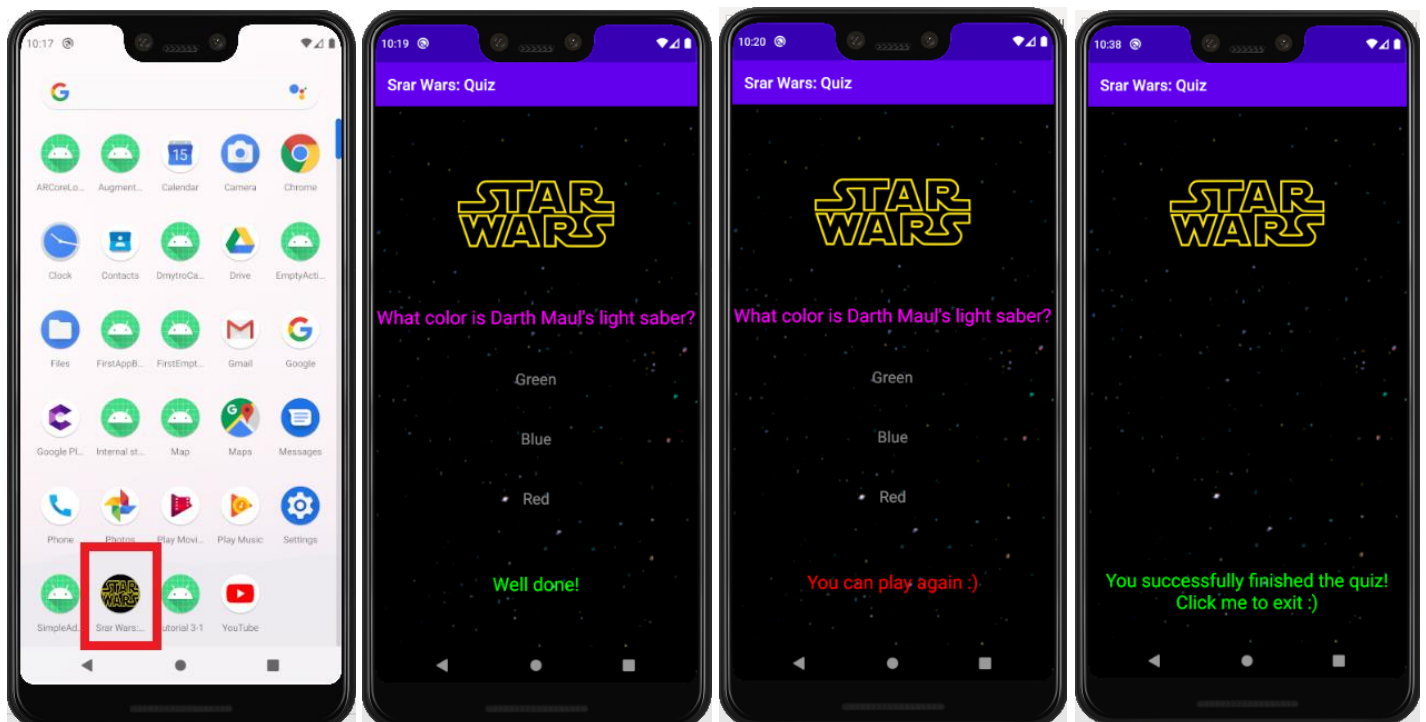 10:17
G
15
ARCoreLo... Augment... Calendar Camera Chrome
Clock Contacts DmytroCa... Drive EmptyActi...
Files FirstAppB... FirstEmpt... Gmail Google
Google Pl... Internal st... Map Maps Messages
Phone Photos Play Movi... Play Music Settings
STAR
WARS
SimpleAd... Srar Wars:... Tutorial 3-1 YouTube
10:19
Srar Wars: Quiz
STAR
WARS
What color is Darth Maul's light saber?
Green
Blue
Red
Well done!
10:20
Srar Wars: Quiz
STAR
WARS
What color is Darth Maul's light saber?
Green
Blue
Red
You can play again :)
10:38
Srar Wars: Quiz
STAR
WARS
You successfully finished the quiz!
Click me to exit :)